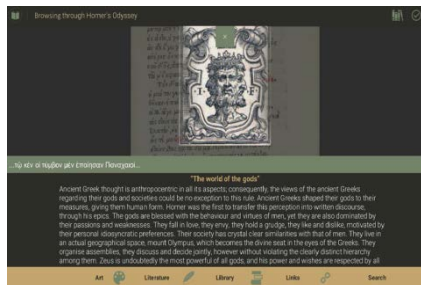 Browsing through Homer's Odyssey
I F
...τῷ κέν οἱ τύμβον μὲν ἐποίησαν Παναχαιοί...
"The world of the gods"
Ancient Greek thought is anthropocentric in all its aspects; consequently, the views of the ancient Greeks
regarding their gods and societies could be no exception to this rule. Ancient Greeks shaped their gods to their
measures, giving them human form. Homer was the first to transfer this perception into written discourse,
through his epics. The gods are blessed with the behaviour and virtues of men, yet they are also dominated by
their passions and weaknesses. They fall in love, they envy, they hold a grudge, they like and dislike, motivated by
their personal idiosyncratic preferences. Their society has crystal clear similarities with that of men. They live in
an actual geographical space, mount Olympus, which becomes the divine seat in the eyes of the Greeks. They
organise assemblies, they discuss and decide jointly, however without violating the clearly distinct hierarchy
among them. Zeus is undoubtedly the most powerful of all gods, and his power and wishes are respected by all
Art Literature Library Links Search